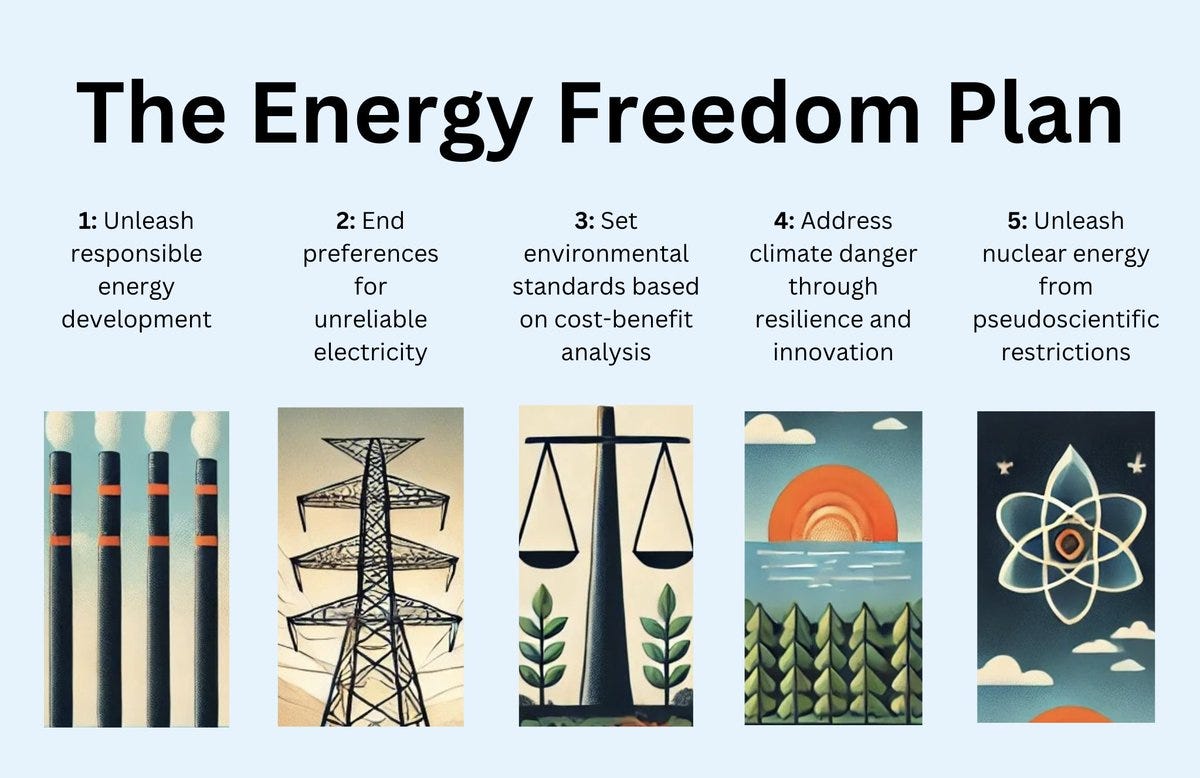 The Energy Freedom Plan
1: Unleash
responsible
energy
development
2: End
preferences
for
unreliable
electricity
3: Set
environmental
standards based
on cost-benefit
analysis
4: Address
climate danger
through
resilience and
innovation
5: Unleash
nuclear energy
from
pseudoscientific
restrictions